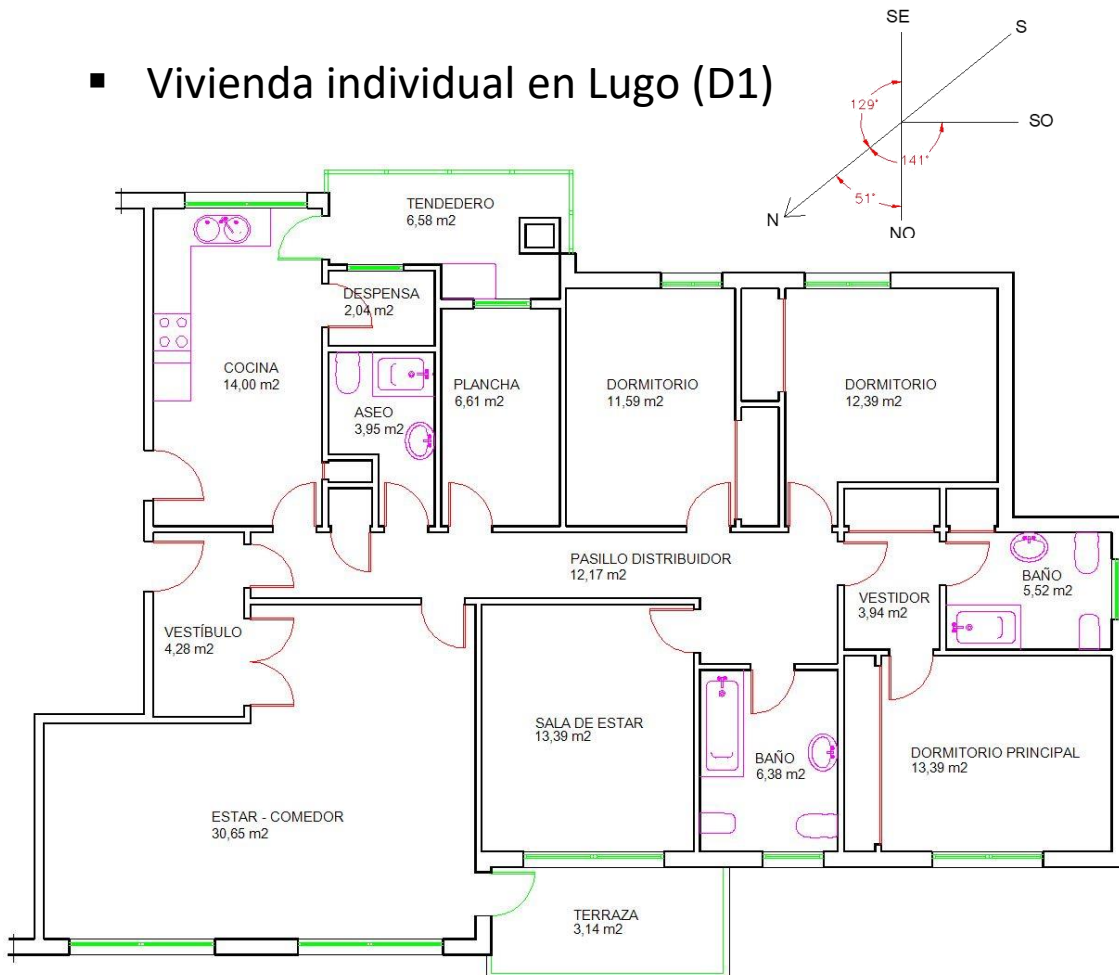 ▪ Vivienda individual en Lugo (D1)
SE
S
129°
SO
141°
51°
N
NO
TENDEDERO
6,58 m2
DESPENSA
2,04 m2
COCINA
14,00 m2
ASEO
3,95 m2
PLANCHA
6,61 m2
DORMITORIO
11,59 m2
DORMITORIO
12,39 m2
PASILLO DISTRIBUIDOR
12,17 m2
BAÑO
5,52 m2
VESTIDOR
3,94 m2
VESTÍBULO
4,28 m2
SALA DE ESTAR
13,39 m2
BAÑO
6,38 m2
DORMITORIO PRINCIPAL
13,39 m2
ESTAR - COMEDOR
30,65 m2
TERRAZA
3,14 m2